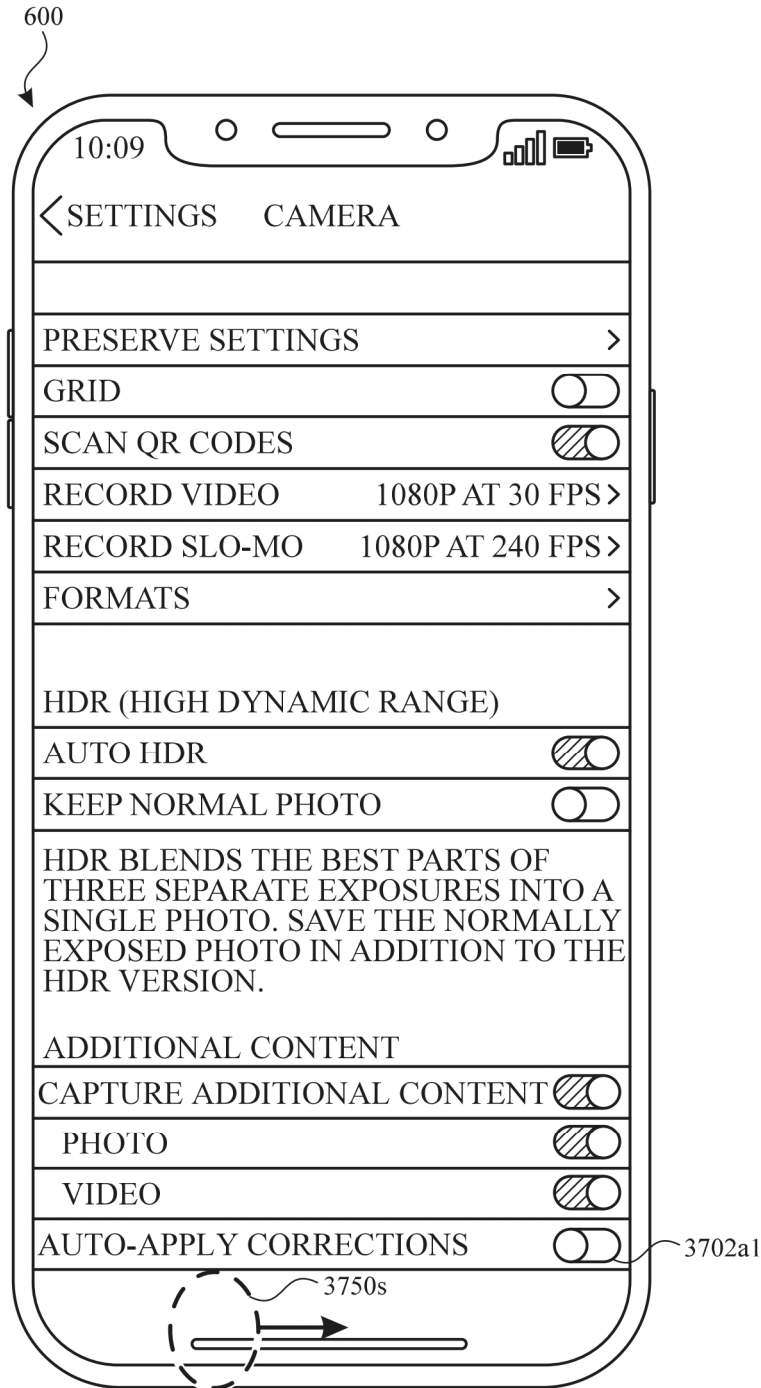 600
10:09
SETTINGS CAMERA
PRESERVE SETTINGS
GRID
SCAN QR CODES
RECORD VIDEO 1080P AT 30 FPS
RECORD SLO-MO 1080P AT 240 FPS
FORMATS
HDR (HIGH DYNAMIC RANGE)
AUTO HDR
KEEP NORMAL PHOTO
HDR BLENDS THE BEST PARTS OF
THREE SEPARATE EXPOSURES INTO A
SINGLE PHOTO. SAVE THE NORMALLY
EXPOSED PHOTO IN ADDITION TO THE
HDR VERSION.
ADDITIONAL CONTENT
CAPTURE ADDITIONAL CONTENT
PHOTO
VIDEO
AUTO-APPLY CORRECTIONS 3702a1
3750s